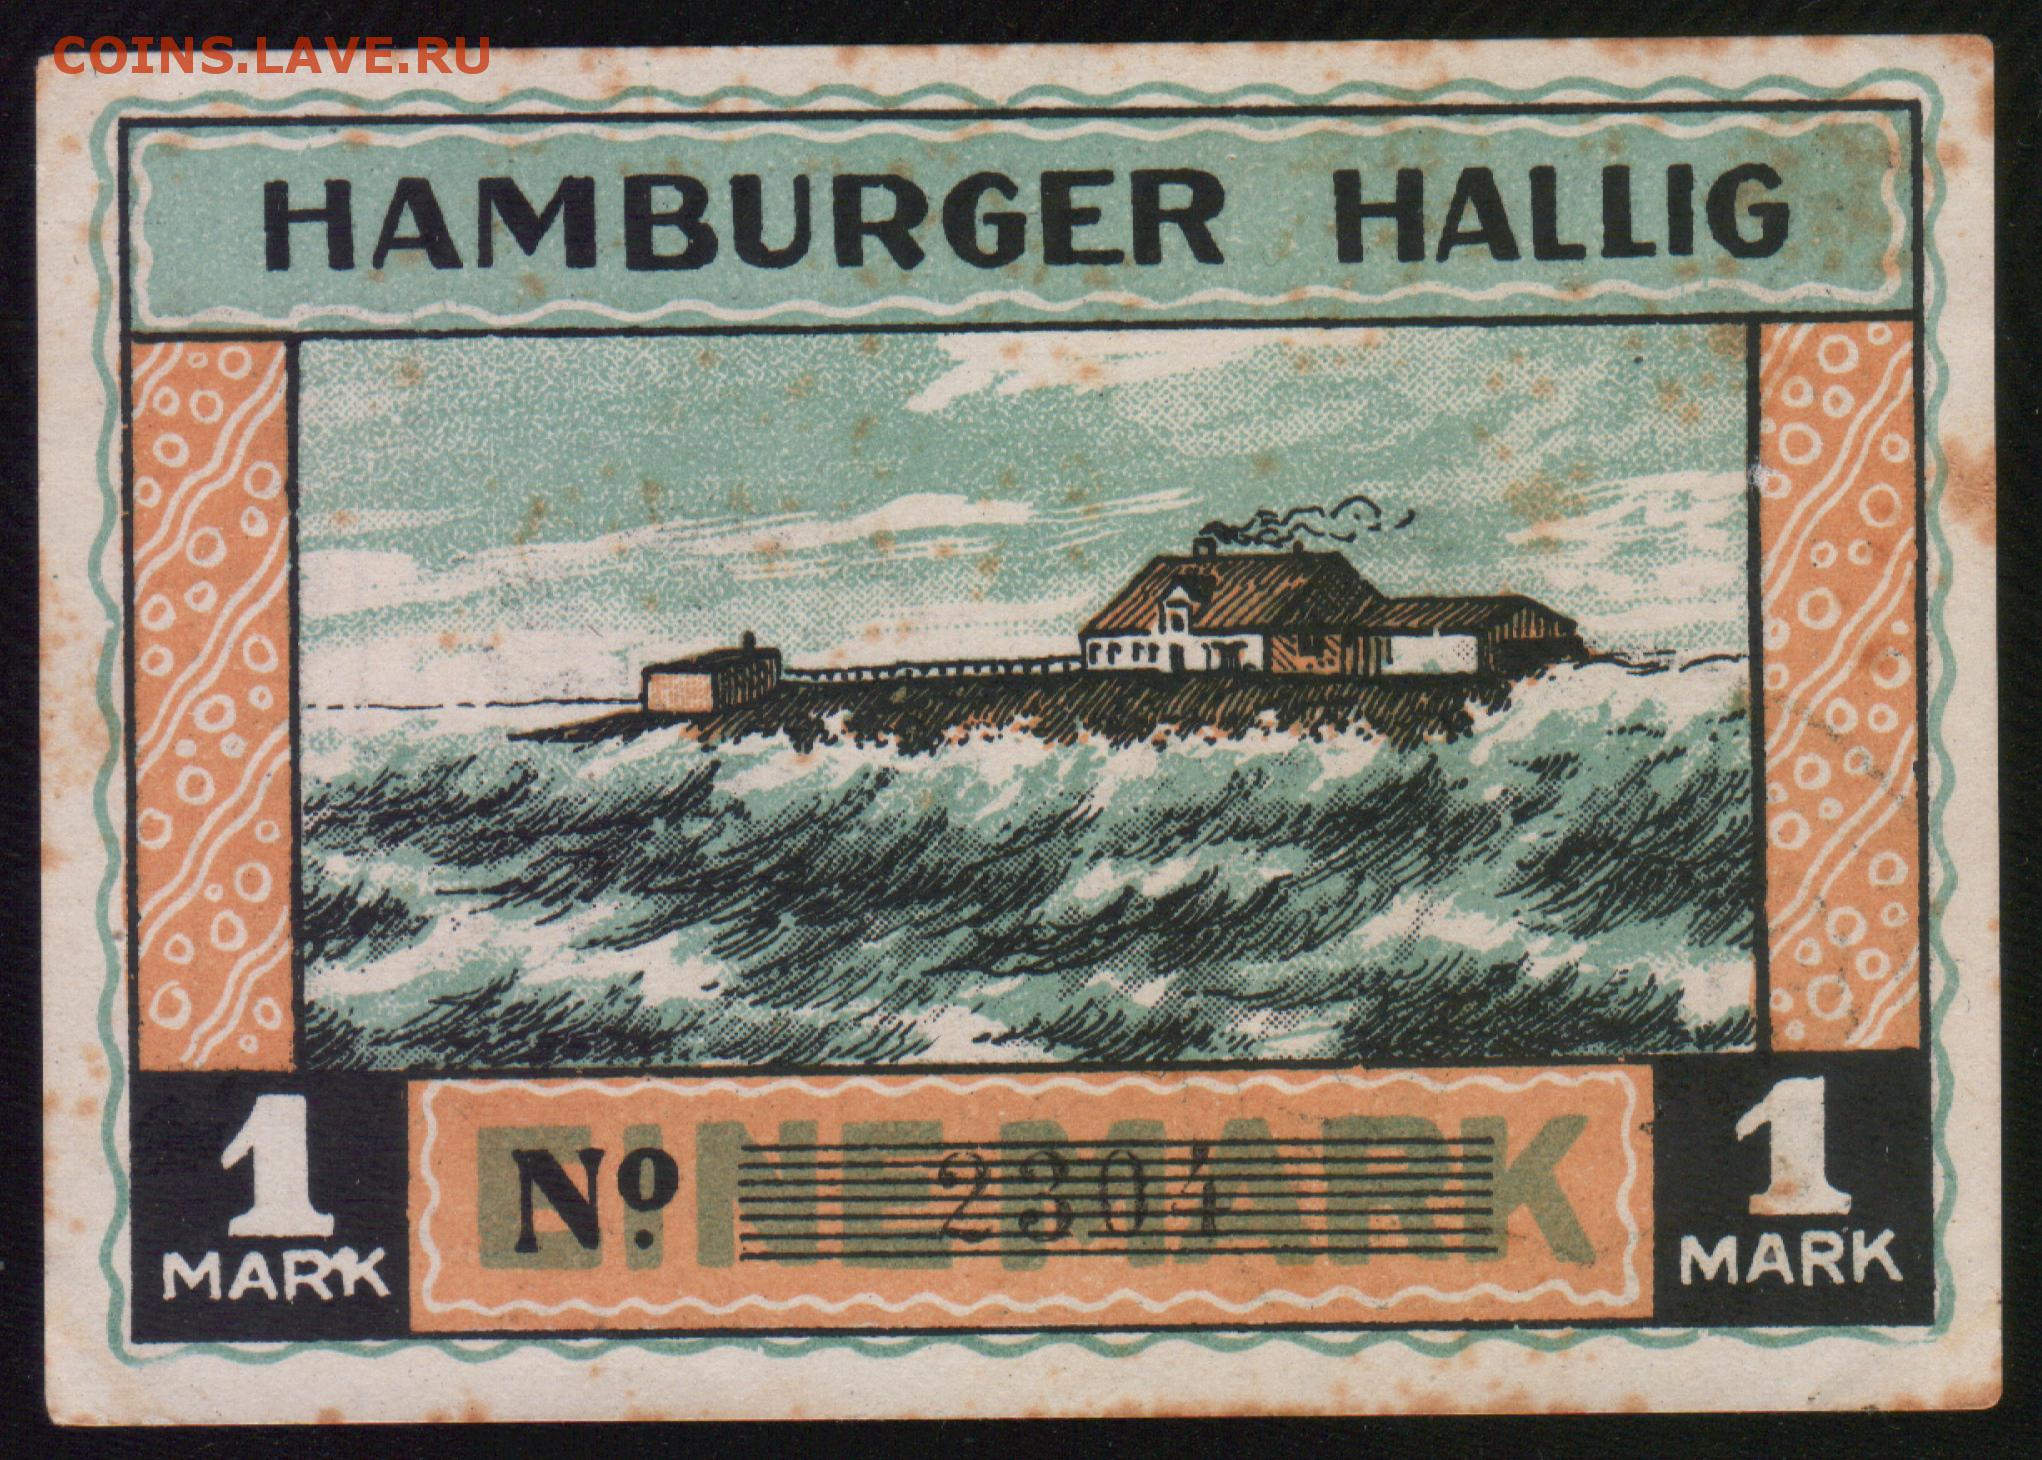 COINS.LAVE.RU
HAMBURGER HALLIG
1
MARK
EINE MARK
No. 2304
1
MARK